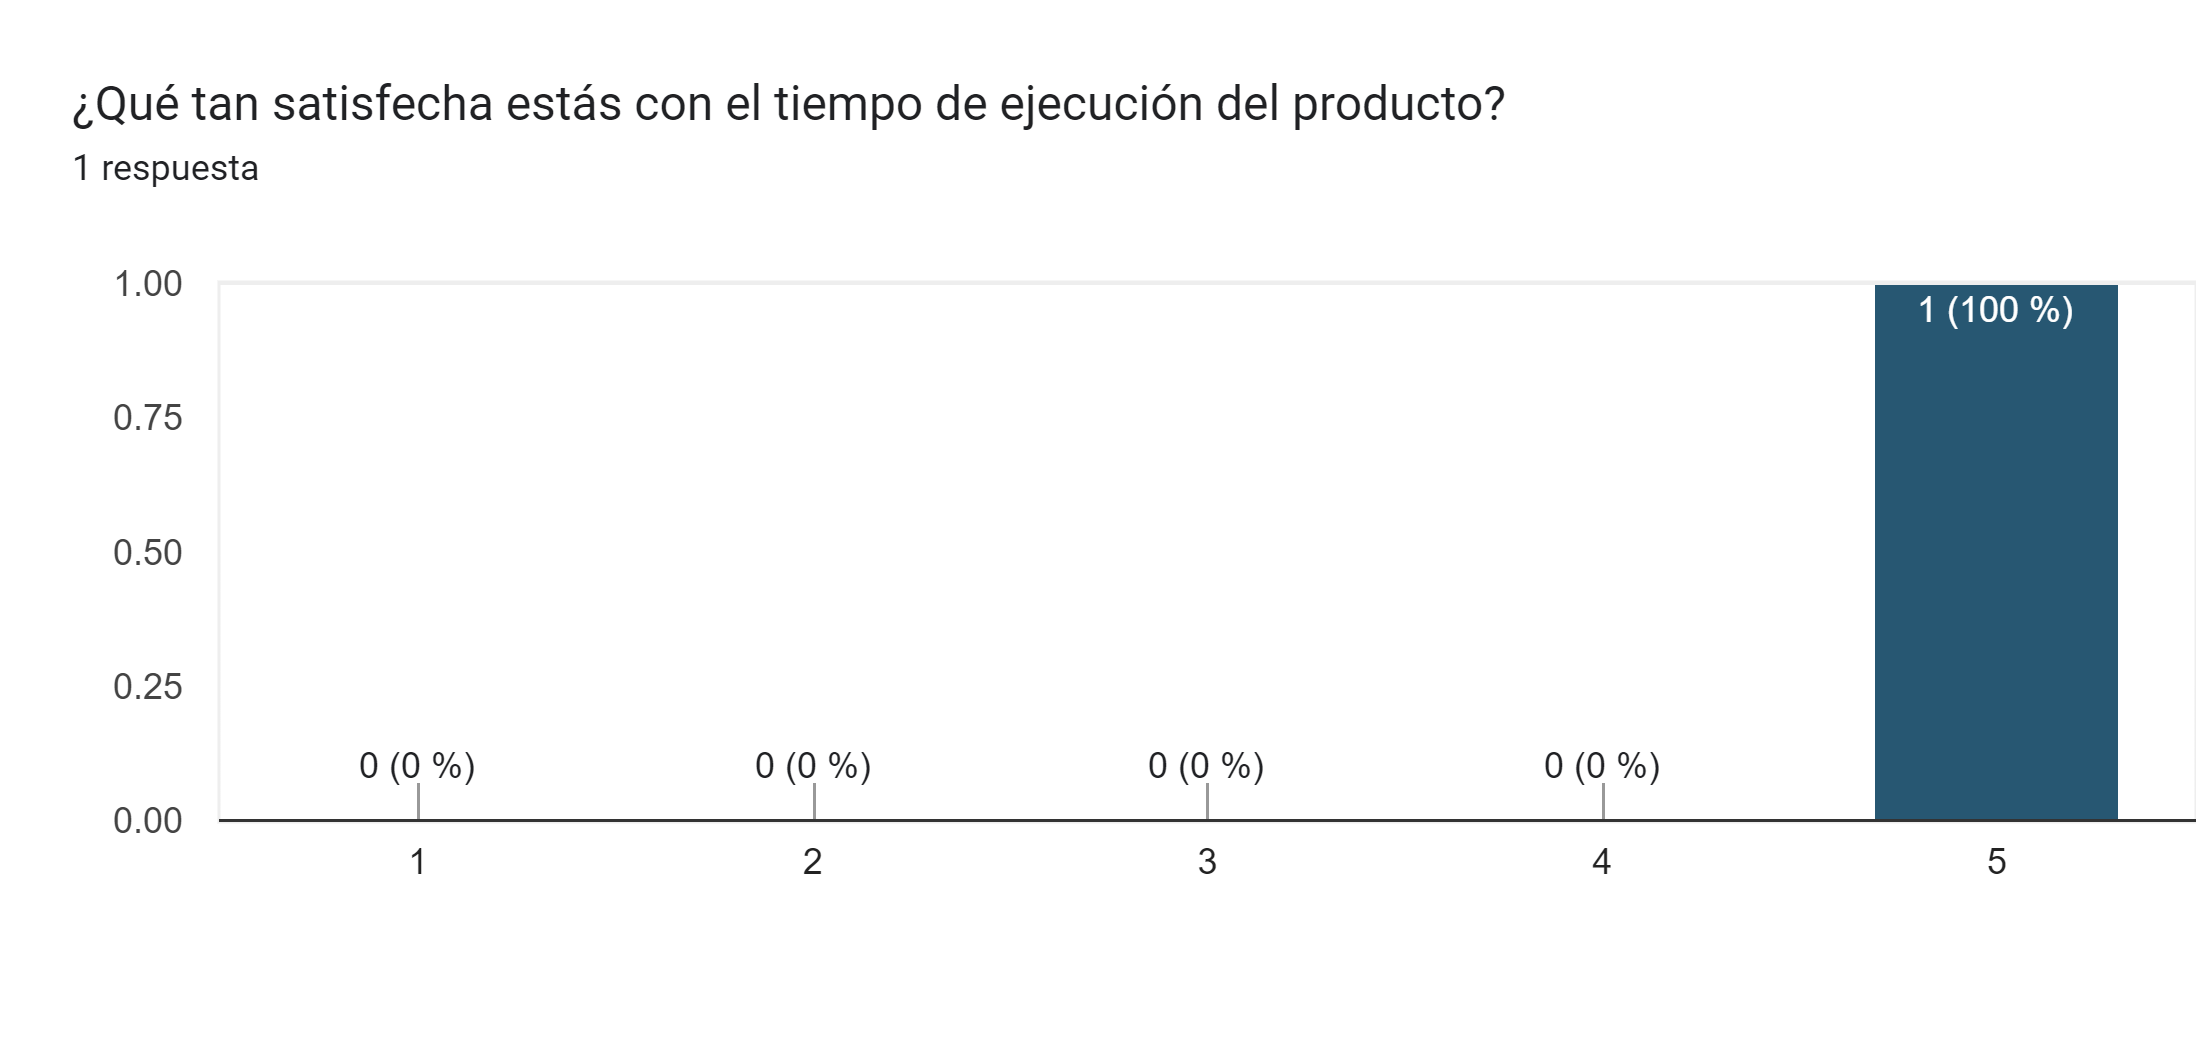 ¿Qué tan satisfecha estás con el tiempo de ejecución del producto?
1 respuesta
1.00
0.75
0.50
0.25
0.00
0 (0 %)
0 (0 %)
0 (0 %)
0 (0 %)
1 (100 %)
1
2
3
4
5